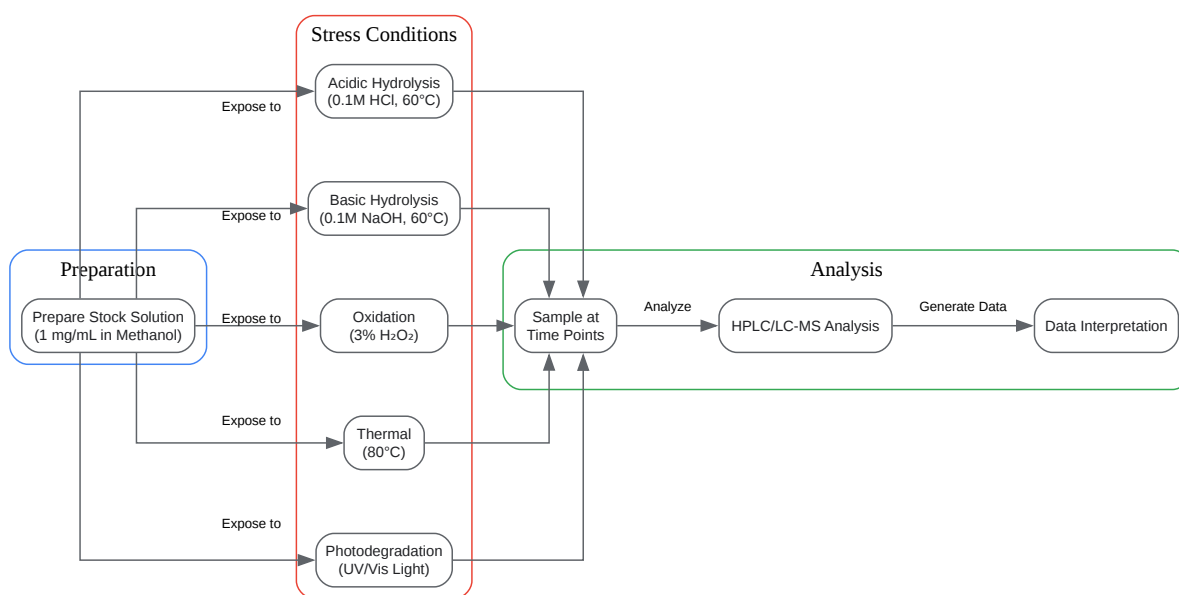 Stress Conditions
Acidic Hydrolysis
(0.1M HCl, 60°C)
Expose to
Basic Hydrolysis
(0.1M NaOH, 60°C)
Expose to
Preparation
Prepare Stock Solution
(1 mg/mL in Methanol)
Expose to
Oxidation
(3% H₂O₂)
Analysis
Sample at
Time Points
Analyze
HPLC/LC-MS Analysis
Generate Data
Data Interpretation
Expose to
Thermal
(80°C)
Expose to
Photodegradation
(UV/Vis Light)